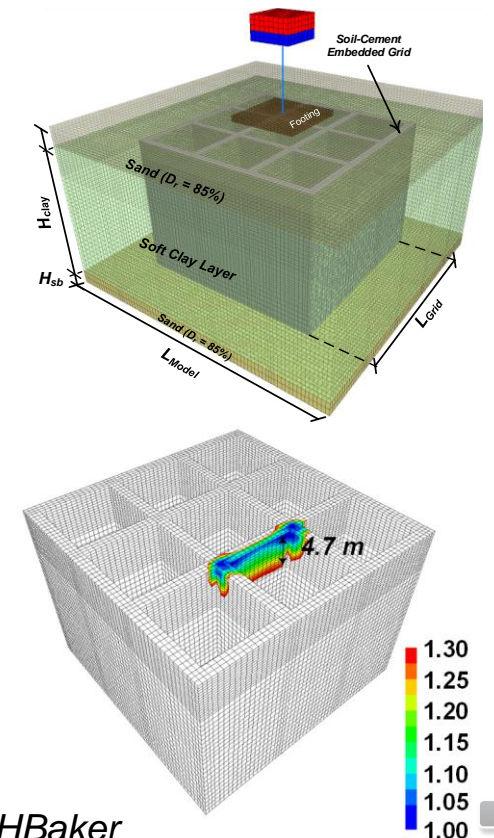 Soil-Cement
Embedded Grid
Footing
Sand (Dr = 85%)
Hclay
Soft Clay Layer
Hsb
Sand (Dr = 85%)
LModel
LGrid
4.7 m
1.30
1.25
1.20
1.15
1.10
1.05
1.00
HBaker